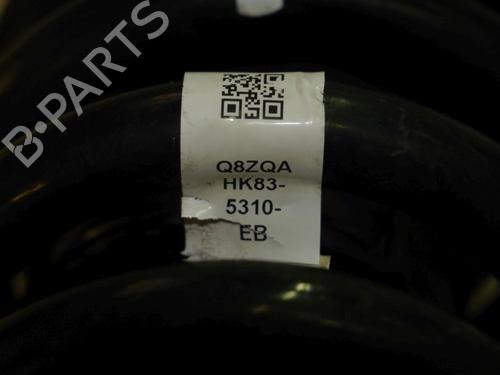 B-PARTS
Q8ZQA
HK83-
5310-
EB